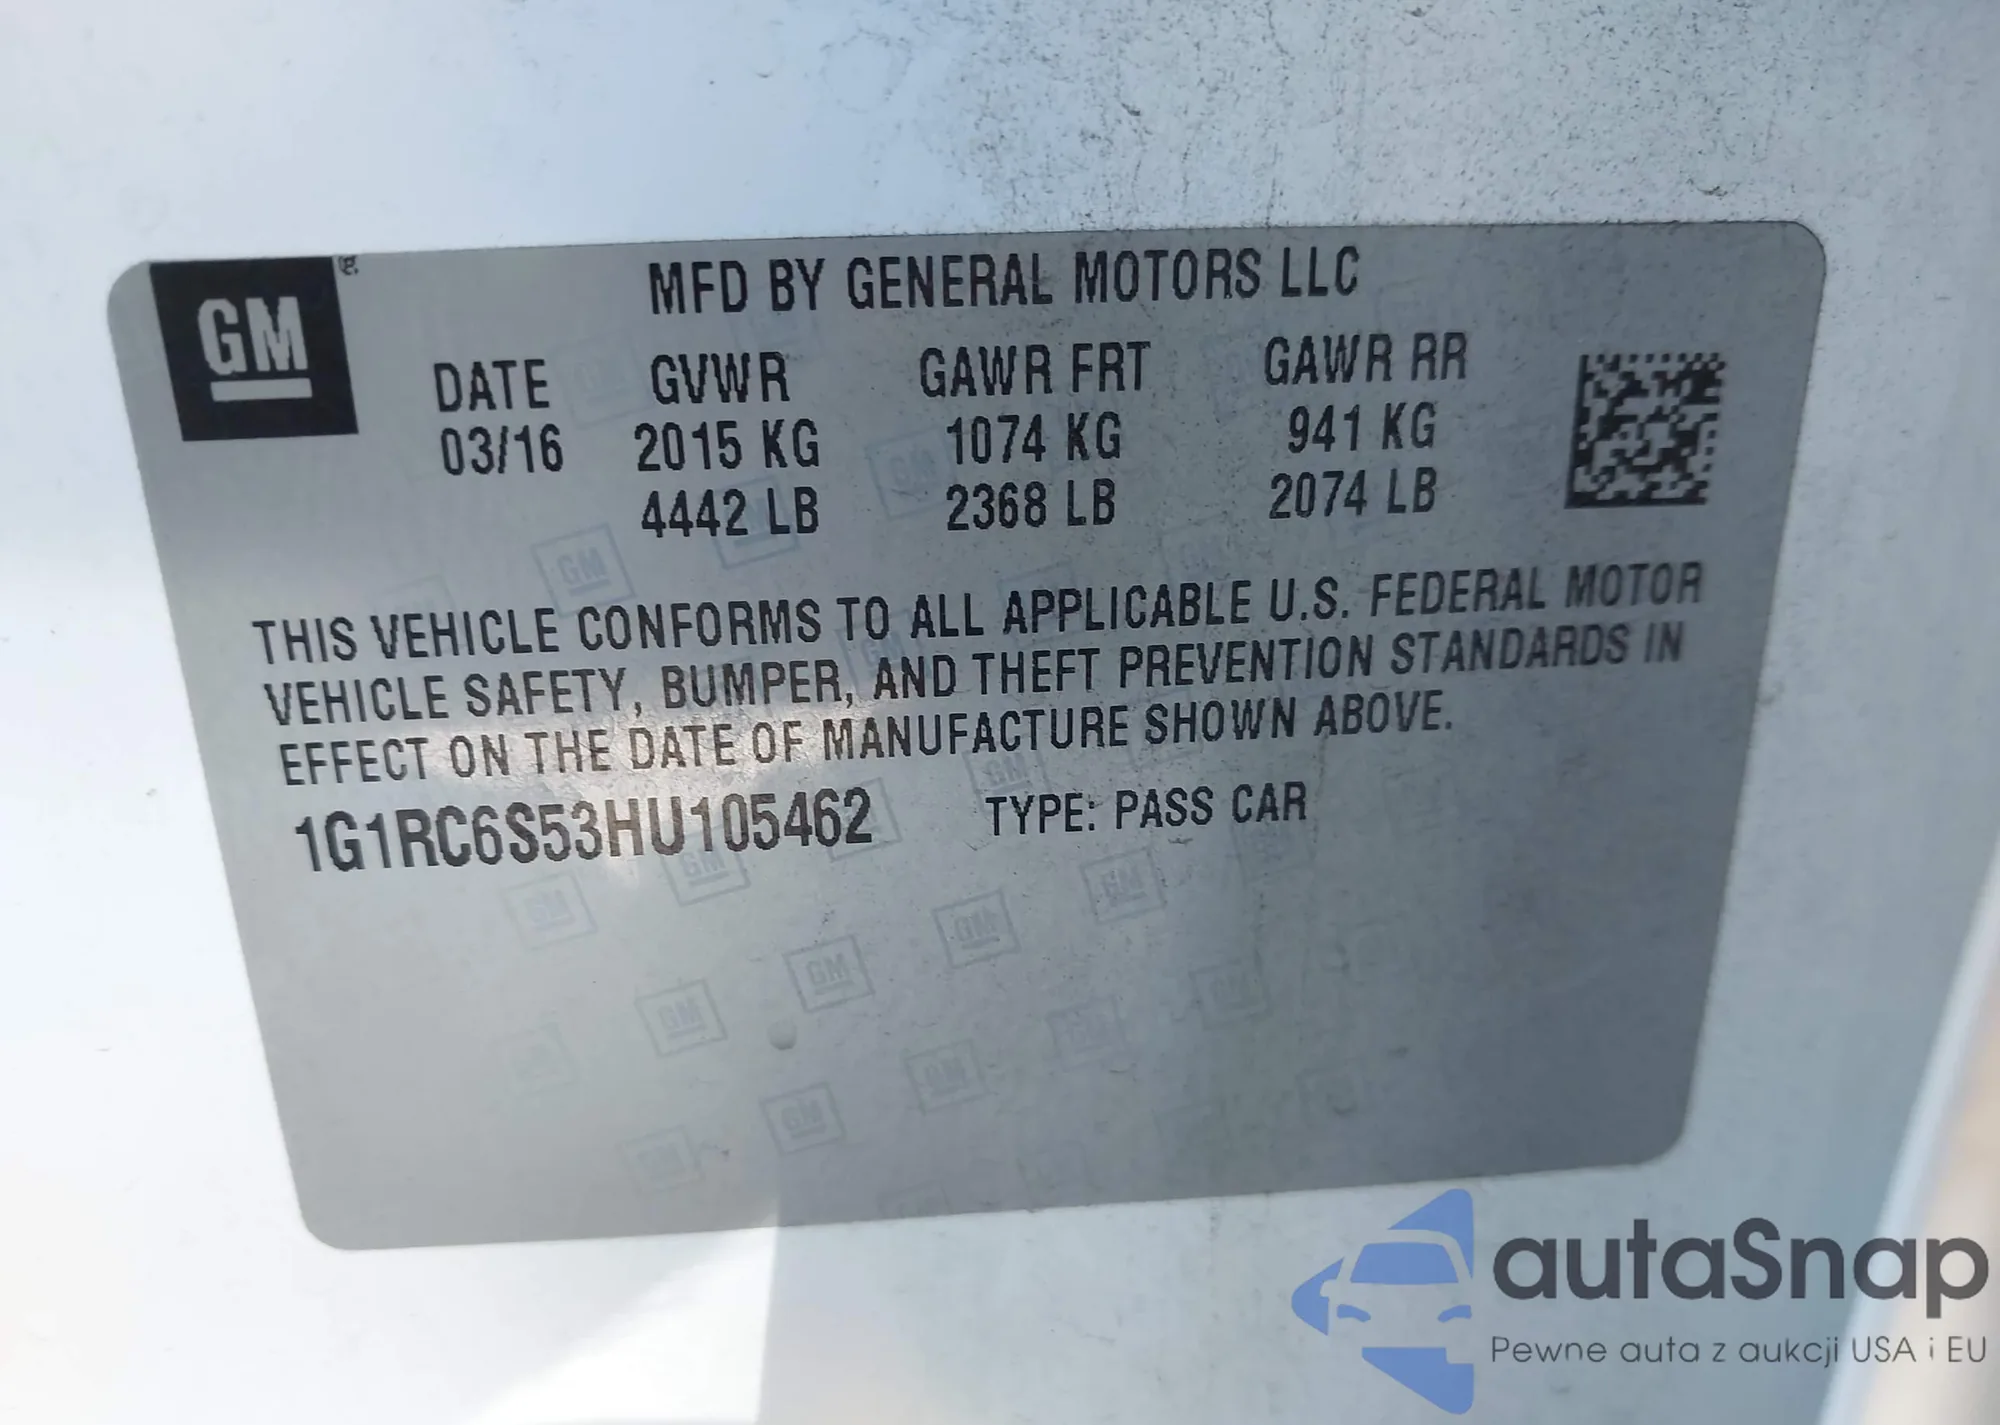 GM
MFD BY GENERAL MOTORS LLC
DATE GVWR GAWR FRT GAWR RR
03/16 2015 KG 1074 KG 941 KG
4442 LB 2368 LB 2074 LB
THIS VEHICLE CONFORMS TO ALL APPLICABLE U.S. FEDERAL MOTOR
VEHICLE SAFETY, BUMPER, AND THEFT PREVENTION STANDARDS IN
EFFECT ON THE DATE OF MANUFACTURE SHOWN ABOVE.
1G1RC6S53HU105462 TYPE: PASS CAR
autaSnap
Pewne auta z aukcji USA i EU